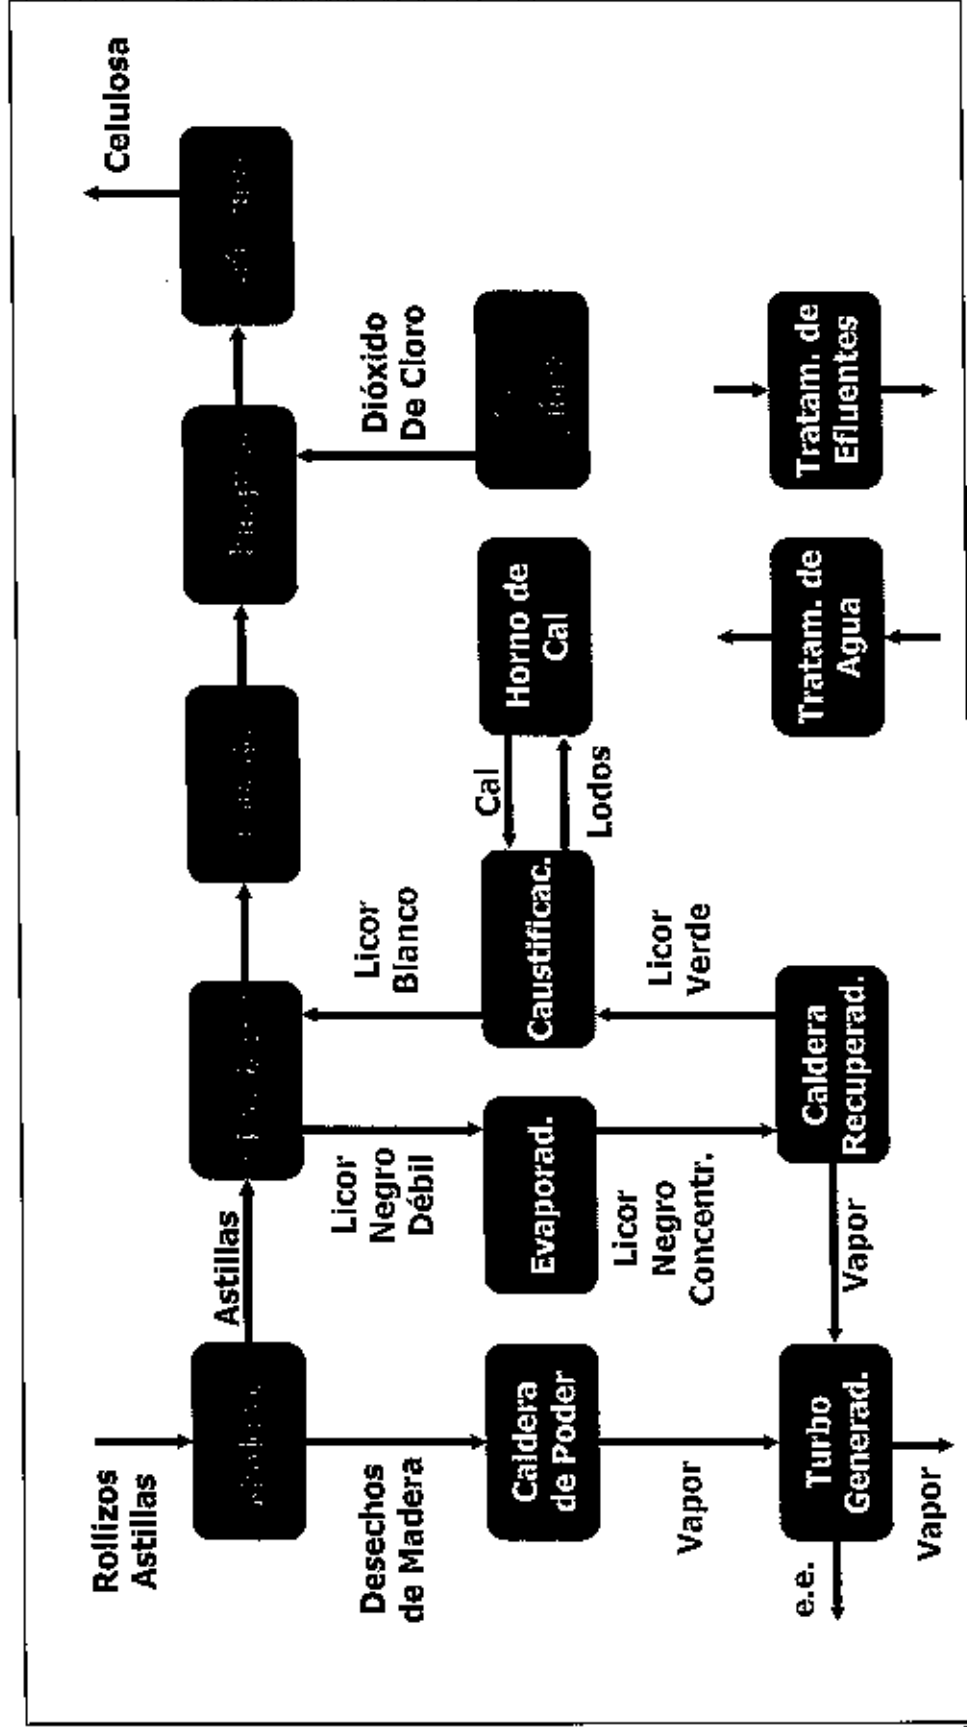 Celulosa
Rollizos
Astillas
Astillas
Dióxido
De Cloro
Licor
Blanco
Licor
Negro
Débil
Desechos
de Madera
Horno de
Cal
Cal
Lodos
Caustificac.
Evaporad.
Caldera
de Poder
Licor
Verde
Licor
Negro
Concentr.
Vapor
Tratam. de
Efluentes
Tratam. de
Agua
Caldera
Recuperad.
Vapor
Turbo
Generad.
e.e.
Vapor